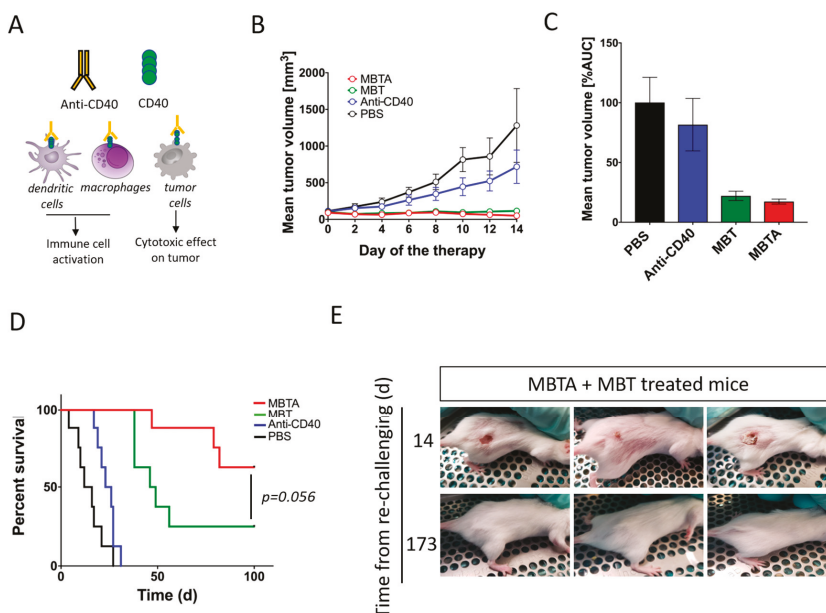 A
Anti-CD40
CD40
dendritic
cells
macrophages
tumor
cells
Immune cell
activation
Cytotoxic effect
on tumor
B
Mean tumor volume [mm³]
2000
1500
1000
500
0
MBTA
MBT
Anti-CD40
PBS
0 2 4 6 8 10 12 14
Day of the therapy
C
Mean tumor volume [%AUC]
150
100
50
0
PBS
Anti-CD40
MBT
MBTA
D
Percent survival
100
50
0
MBTA
MBT
Anti-CD40
PBS
p=0.056
0 50 100
Time (d)
E
MBTA + MBT treated mice
Time from re-challenging (d)
14
173